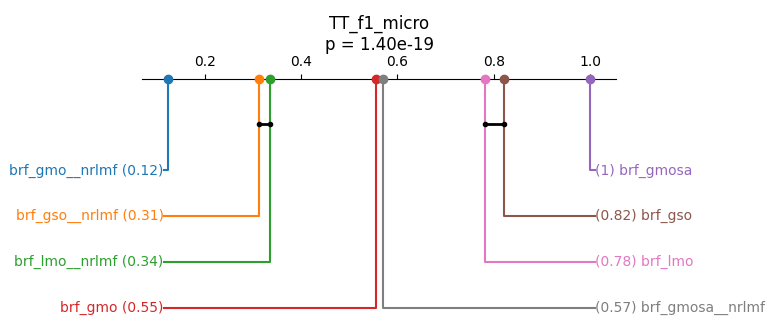 TT_f1_micro
p = 1.40e-19
0.2 0.4 0.6 0.8 1.0
brf_gmo__nrlmf (0.12) (1) brf_gmosa
brf_gso__nrlmf (0.31) (0.82) brf_gso
brf_lmo__nrlmf (0.34) (0.78) brf_lmo
brf_gmo (0.55) (0.57) brf_gmosa__nrlmf